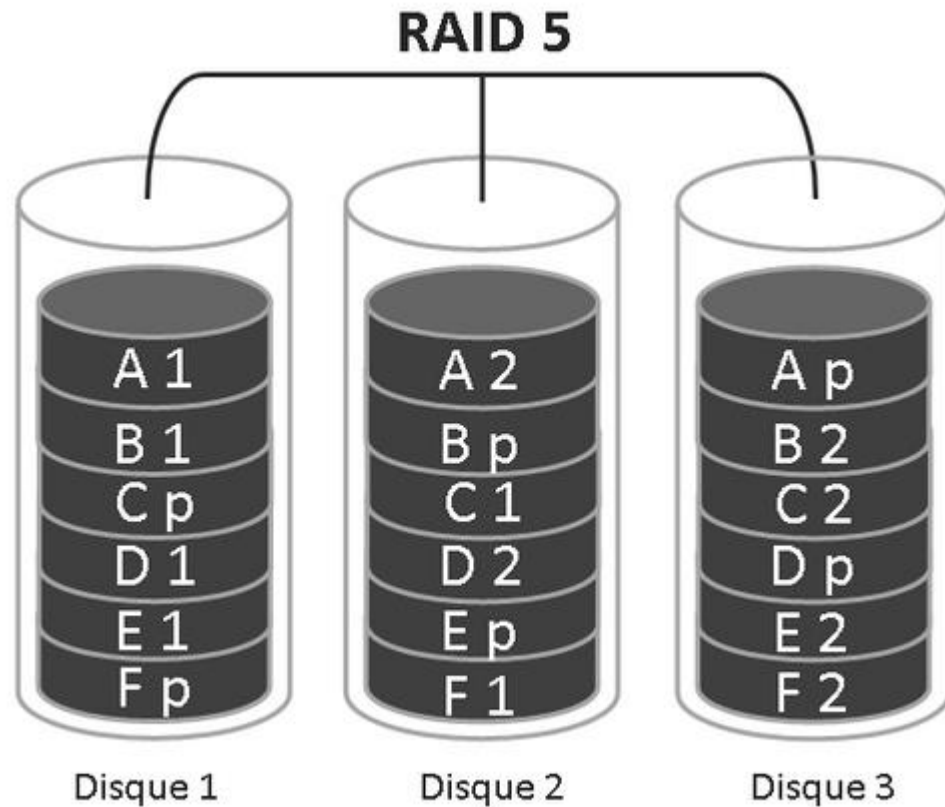 RAID 5
A 1 A 2 A p
B 1 B p B 2
C p C 1 C 2
D 1 D 2 D p
E 1 E p E 2
F p F 1 F 2
Disque 1 Disque 2 Disque 3